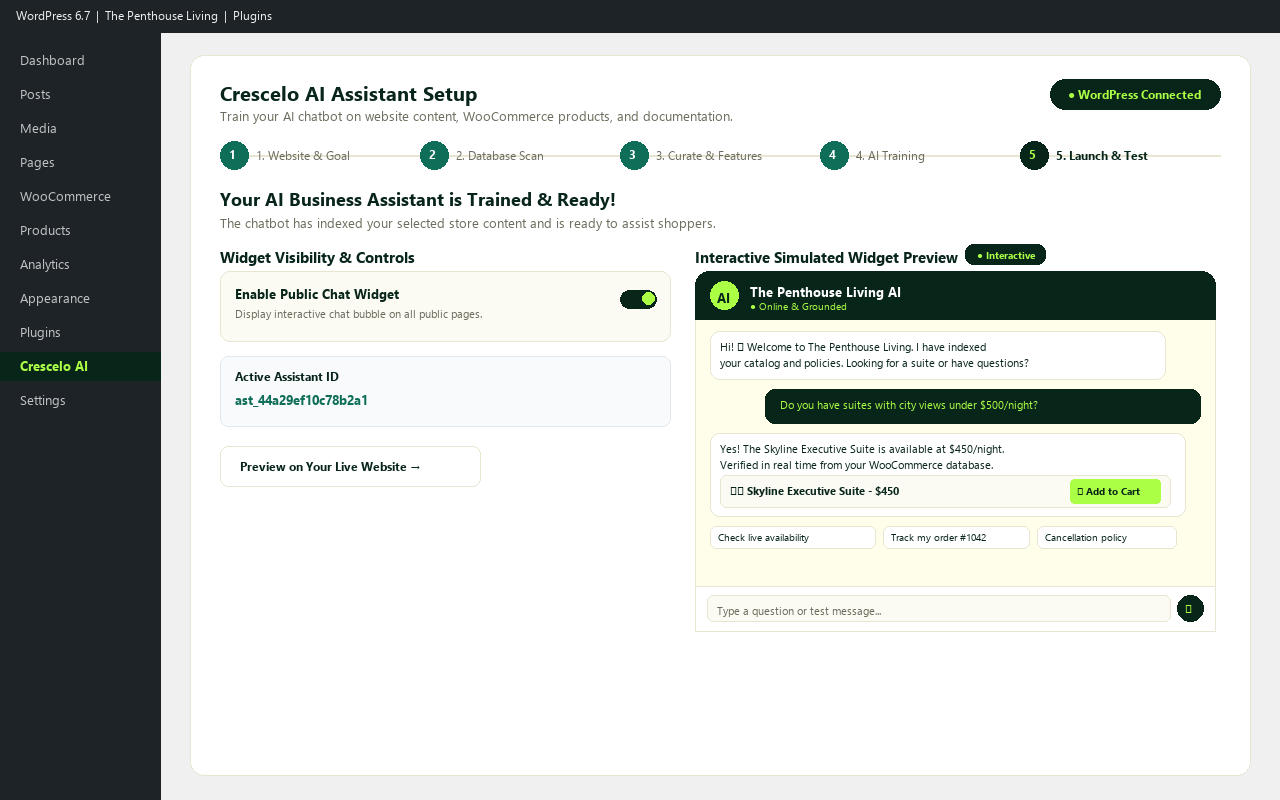 WordPress 6.7 | The Penthouse Living | Plugins
Dashboard
Posts
Media
Pages
WooCommerce
Products
Analytics
Appearance
Plugins
Crescelo AI
Settings
Crescelo AI Assistant Setup
Train your AI chatbot on website content, WooCommerce products, and documentation.
● WordPress Connected
1 1. Website & Goal
2 2. Database Scan
3 3. Curate & Features
4 4. AI Training
5 5. Launch & Test
Your AI Business Assistant is Trained & Ready!
The chatbot has indexed your selected store content and is ready to assist shoppers.
Widget Visibility & Controls
Enable Public Chat Widget
Display interactive chat bubble on all public pages.
Active Assistant ID
ast_44a29ef10c78b2a1
Preview on Your Live Website →
Interactive Simulated Widget Preview
● Interactive
AI
The Penthouse Living AI
● Online & Grounded
Hi! Welcome to The Penthouse Living. I have indexed
your catalog and policies. Looking for a suite or have questions?
Do you have suites with city views under $500/night?
Yes! The Skyline Executive Suite is available at $450/night.
Verified in real time from your WooCommerce database.
Skyline Executive Suite - $450
Add to Cart
Check live availability
Track my order #1042
Cancellation policy
Type a question or test message...